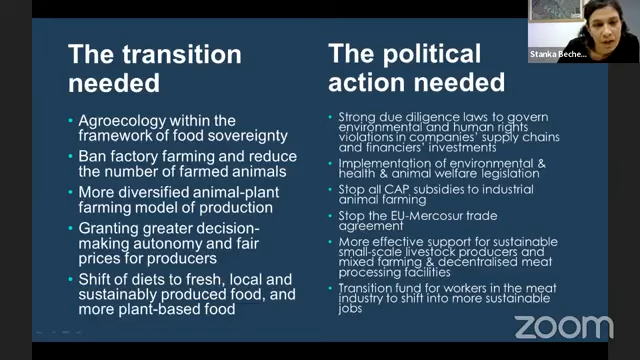 The transition
needed
• Agroecology within the
framework of food sovereignty
• Ban factory farming and reduce
the number of farmed animals
• More diversified animal-plant
farming model of production
• Granting greater decision-
making autonomy and fair
prices for producers
• Shift of diets to fresh, local and
sustainably produced food, and
more plant-based food
The political
action needed
• Strong due diligence laws to govern
environmental and human rights
violations in companies' supply chains
and financiers' investments
• Implementation of environmental &
health & animal welfare legislation
• Stop all CAP subsidies to industrial
animal farming
• Stop the EU-Mercosur trade
agreement
• More effective support for sustainable
small-scale livestock producers and
mixed farming & decentralised meat
processing facilities
• Transition fund for workers in the meat
industry to shift into more sustainable
jobs
Stanka Beche...
zoom